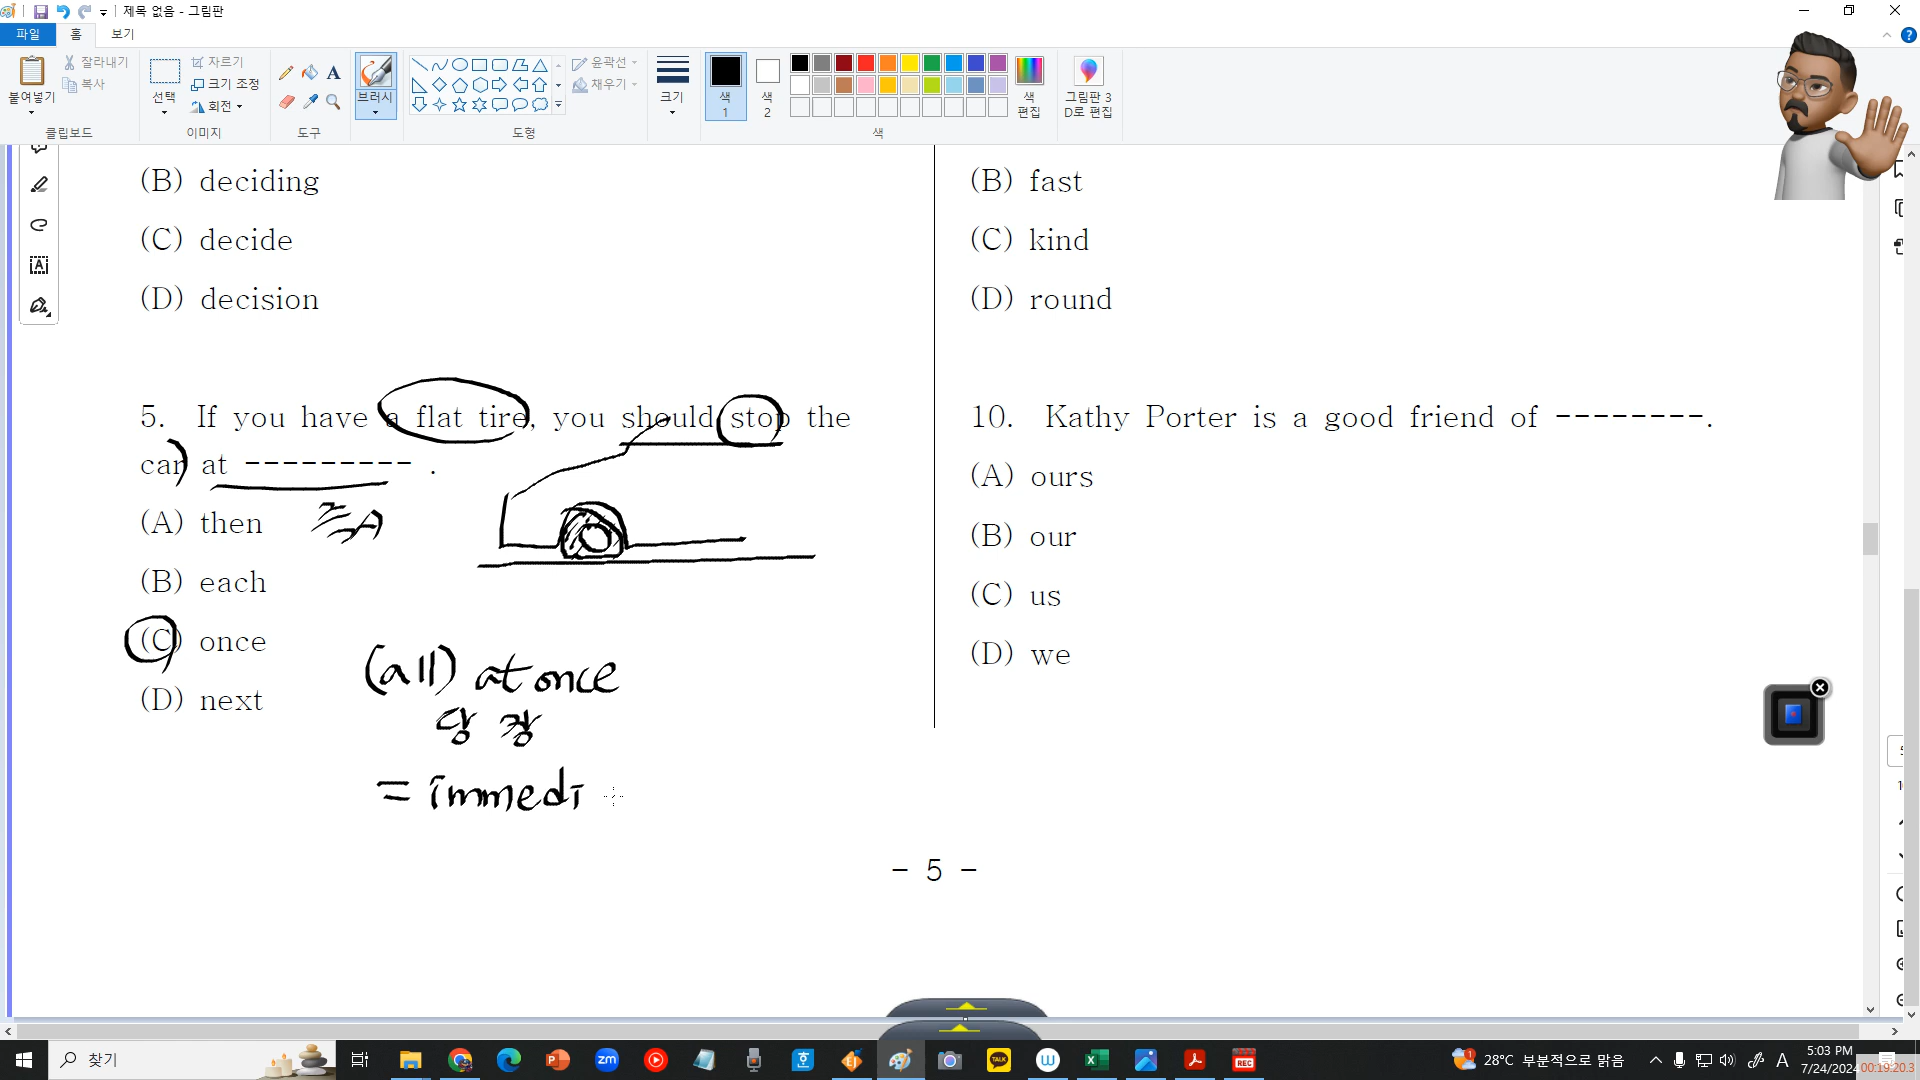 제목 없음 - 그림판
파일 홈 보기
붙여넣기
잘라내기
복사
클립보드
선택
자르기
크기 조정
회전
이미지
도구
브러시
도형
윤곽선
채우기
크기
색
1
색
2
색
편집
색
그림판 3
D로 편집
(B) deciding
(C) decide
(D) decision
5. If you have a flat tire, you should stop the
car at --------- .
(A) then
즉시
(B) each
(C) once
(D) next
(all) at once
당장
= immedi
(B) fast
(C) kind
(D) round
10. Kathy Porter is a good friend of --------.
(A) ours
(B) our
(C) us
(D) we
- 5 -
찾기
28°C 부분적으로 맑음
A
5:03 PM
7/24/2024
00:19:20.3